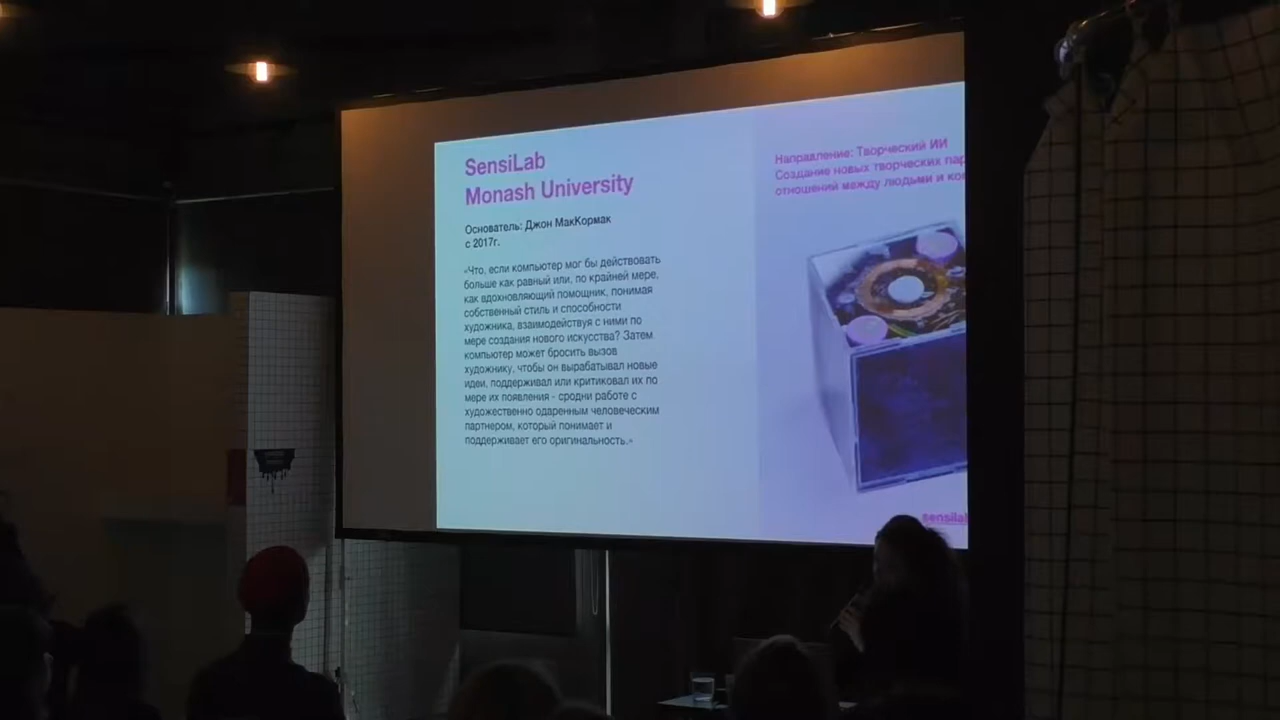 SensiLab
Monash University
Основатель: Джон МакКормак
с 2017г.
«Что, если компьютер мог бы действовать
больше как равный или, по крайней мере,
как вдохновляющий помощник, понимая
собственный стиль и способности
художника, взаимодействуя с ними по
мере создания нового искусства? Затем
компьютер может бросить вызов
художнику, чтобы он вырабатывал новые
идеи, поддерживал или критиковал их по
мере их появления - сродни работе с
художественно одаренным человеческим
партнером, который понимает и
поддерживает его оригинальность.»
Направление: Творческий ИИ
Создание новых творческих пар
отношений между людьми и ко
sensilab